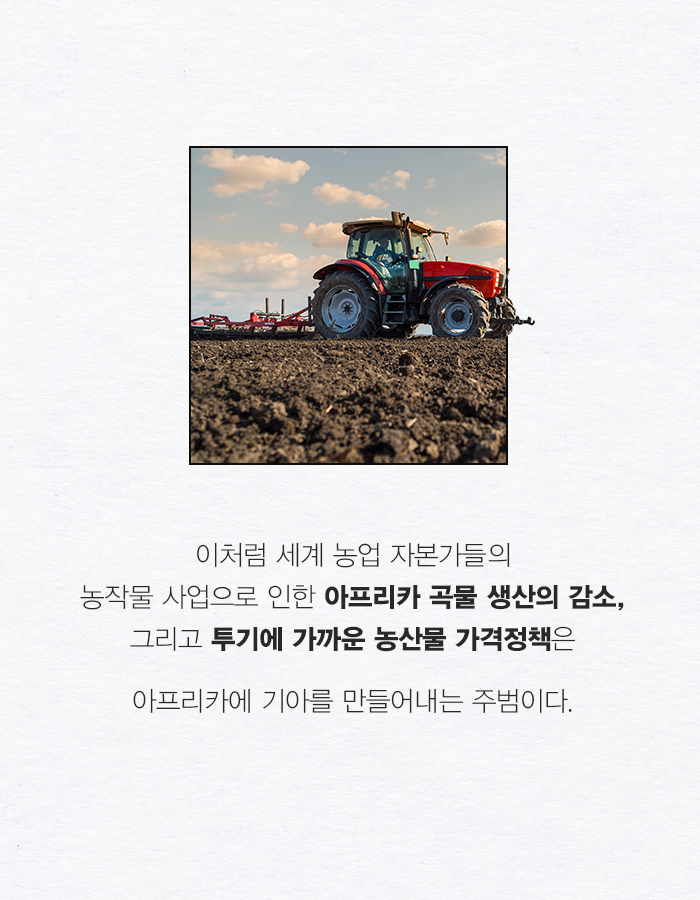 이처럼 세계 농업 자본가들의
농작물 사업으로 인한 아프리카 곡물 생산의 감소,
그리고 투기에 가까운 농산물 가격정책은
아프리카에 기아를 만들어내는 주범이다.